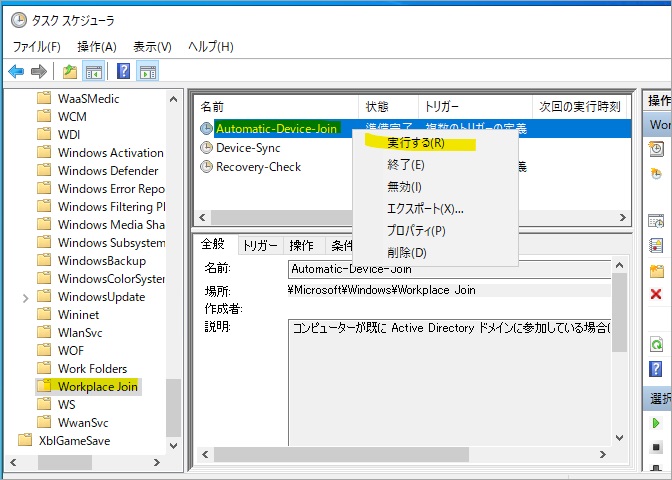 タスク スケジューラ
ファイル(F) 操作(A) 表示(V) ヘルプ(H)
WaaSMedic
WCM
WDI
Windows Activation
Windows Defender
Windows Error Repo
Windows Filtering Pl
Windows Media Sha
Windows Subsystem
WindowsBackup
WindowsColorSystem
WindowsUpdate
Wininet
WlanSvc
WOF
Work Folders
Workplace Join
WS
WwanSvc
XblGameSave
名前 状態 トリガー 次回の実行時刻
Automatic-Device-Join 準備完了 複数のトリガーの定義
Device-Sync
Recovery-Check 義
実行する(R)
終了(E)
無効(I)
エクスポート(X)...
プロパティ(P)
削除(D)
全般 トリガー 操作 条件
名前: Automatic-Device-Join
場所: ¥Microsoft¥Windows¥Workplace Join
作成者:
説明: コンピューターが既に Active Directory ドメインに参加している場合
操作
Wor
選択